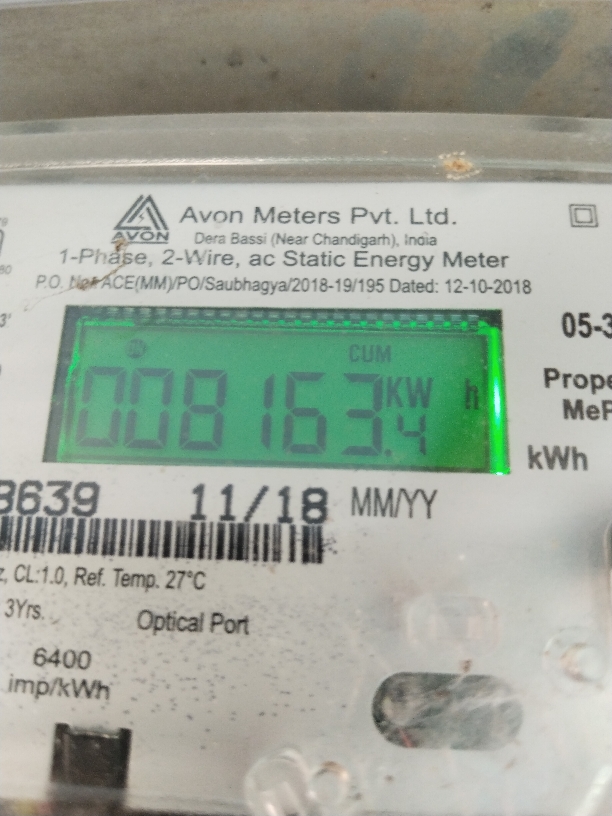 Avon Meters Pvt. Ltd.
AVON
Dera Bassi (Near Chandigarh), India
1-Phase, 2-Wire, ac Static Energy Meter
P.O. No. ACE(MM)/PO/Saubhagya/2018-19/195 Dated: 12-10-2018
05-3
CUM
008163.4 KW h
Prope
MeP
kWh
8639 11/18 MM/YY
z, CL:1.0, Ref. Temp. 27°C
3Yrs.
Optical Port
6400
imp/kWh